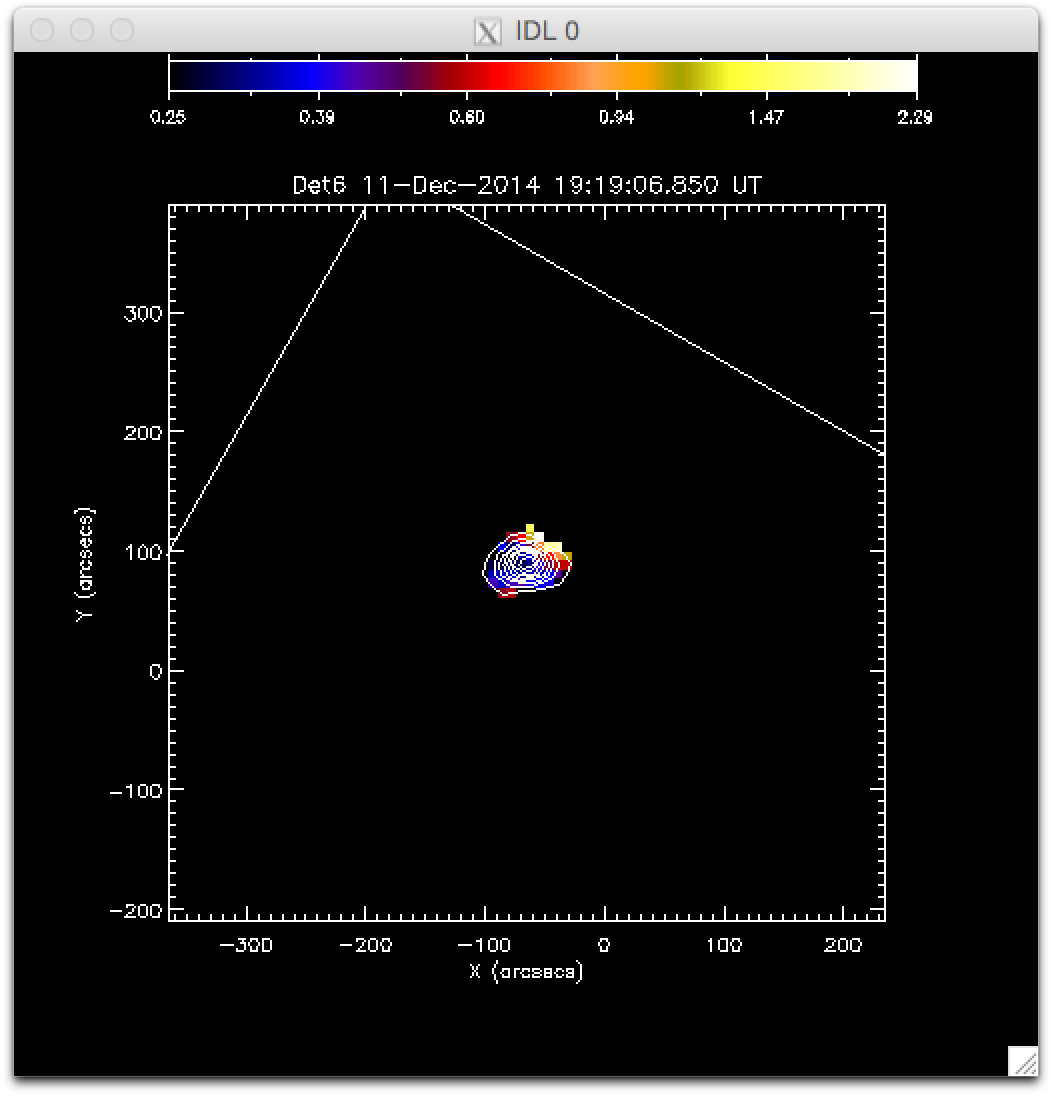 IDL 0
0.25 0.39 0.60 0.94 1.47 2.29
Det6 11-Dec-2014 19:19:06.850 UT
300
200
100
0
-100
-200
Y (arcsecs)
-300 -200 -100 0 100 200
X (arcsecs)